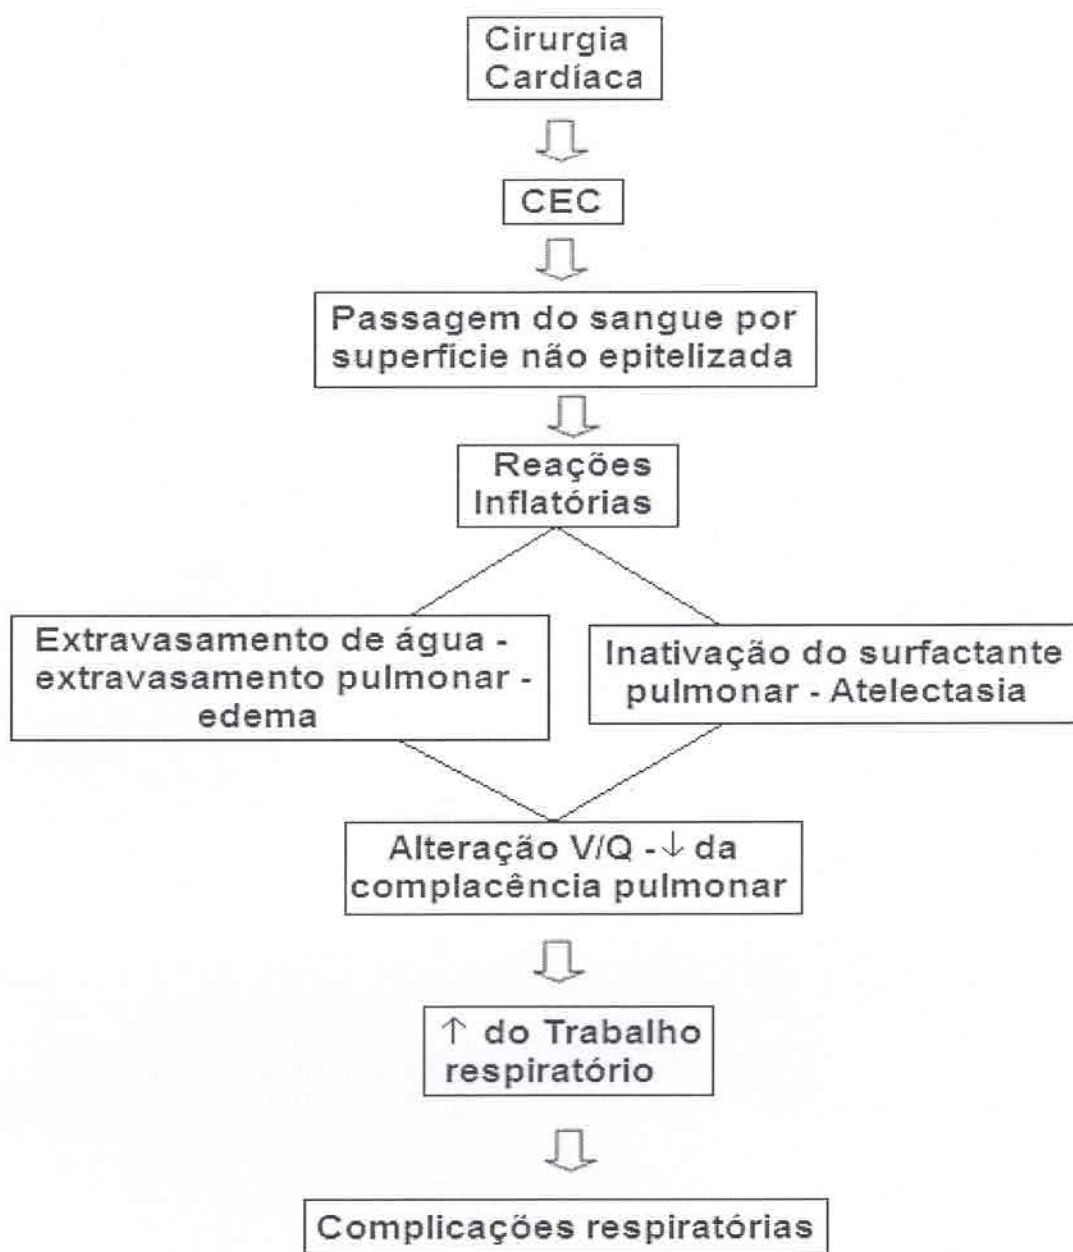 Cirurgia
Cardíaca
CEC
Passagem do sangue por
superfície não epitelizada
Reações
Inflatórias
Extravasamento de água -
extravasamento pulmonar -
edema
Inativação do surfactante
pulmonar - Atelectasia
Alteração V/Q - ↓ da
complacência pulmonar
↑ do Trabalho
respiratório
Complicações respiratórias